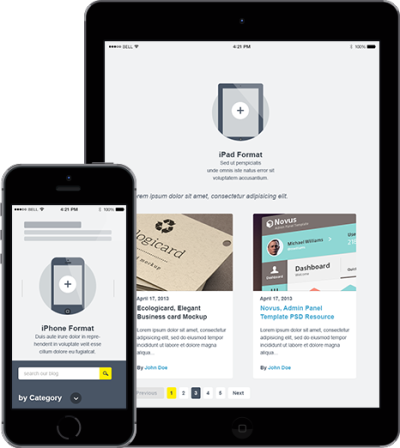 BELL 4:21 PM 100%
iPad Format
Sed ut perspiciatis
unde omnis iste natus error sit
voluptatem accusantium.
rem Ipsum dolor sit amet, consectetur adipisicing elit.
logicard
Novus
Michael Williams
Dashboard
Dashboard
April 17, 2013
Ecologicard, Elegant
Business card Mockup
Lorem ipsum dolor sit amet, consectetur
adipisicing elit, sed do eiusmod tempor
incididunt ut labore et dolore magna
aliqua...
By John Doe
April 17, 2013
Novus, Admin Panel
Template PSD Resource
Lorem ipsum dolor sit amet, consectetur
adipisicing elit, sed do eiusmod tempor
incididunt ut labore et dolore magna
aliqua...
By John Doe
Previous 1 2 3 4 5 Next
BELL 4:21 PM 100%
iPhone Format
Duis aute irure dolor in repre-
henderit in voluptate velit esse
cillum dolore eu fugiatcat.
search our blog
by Category